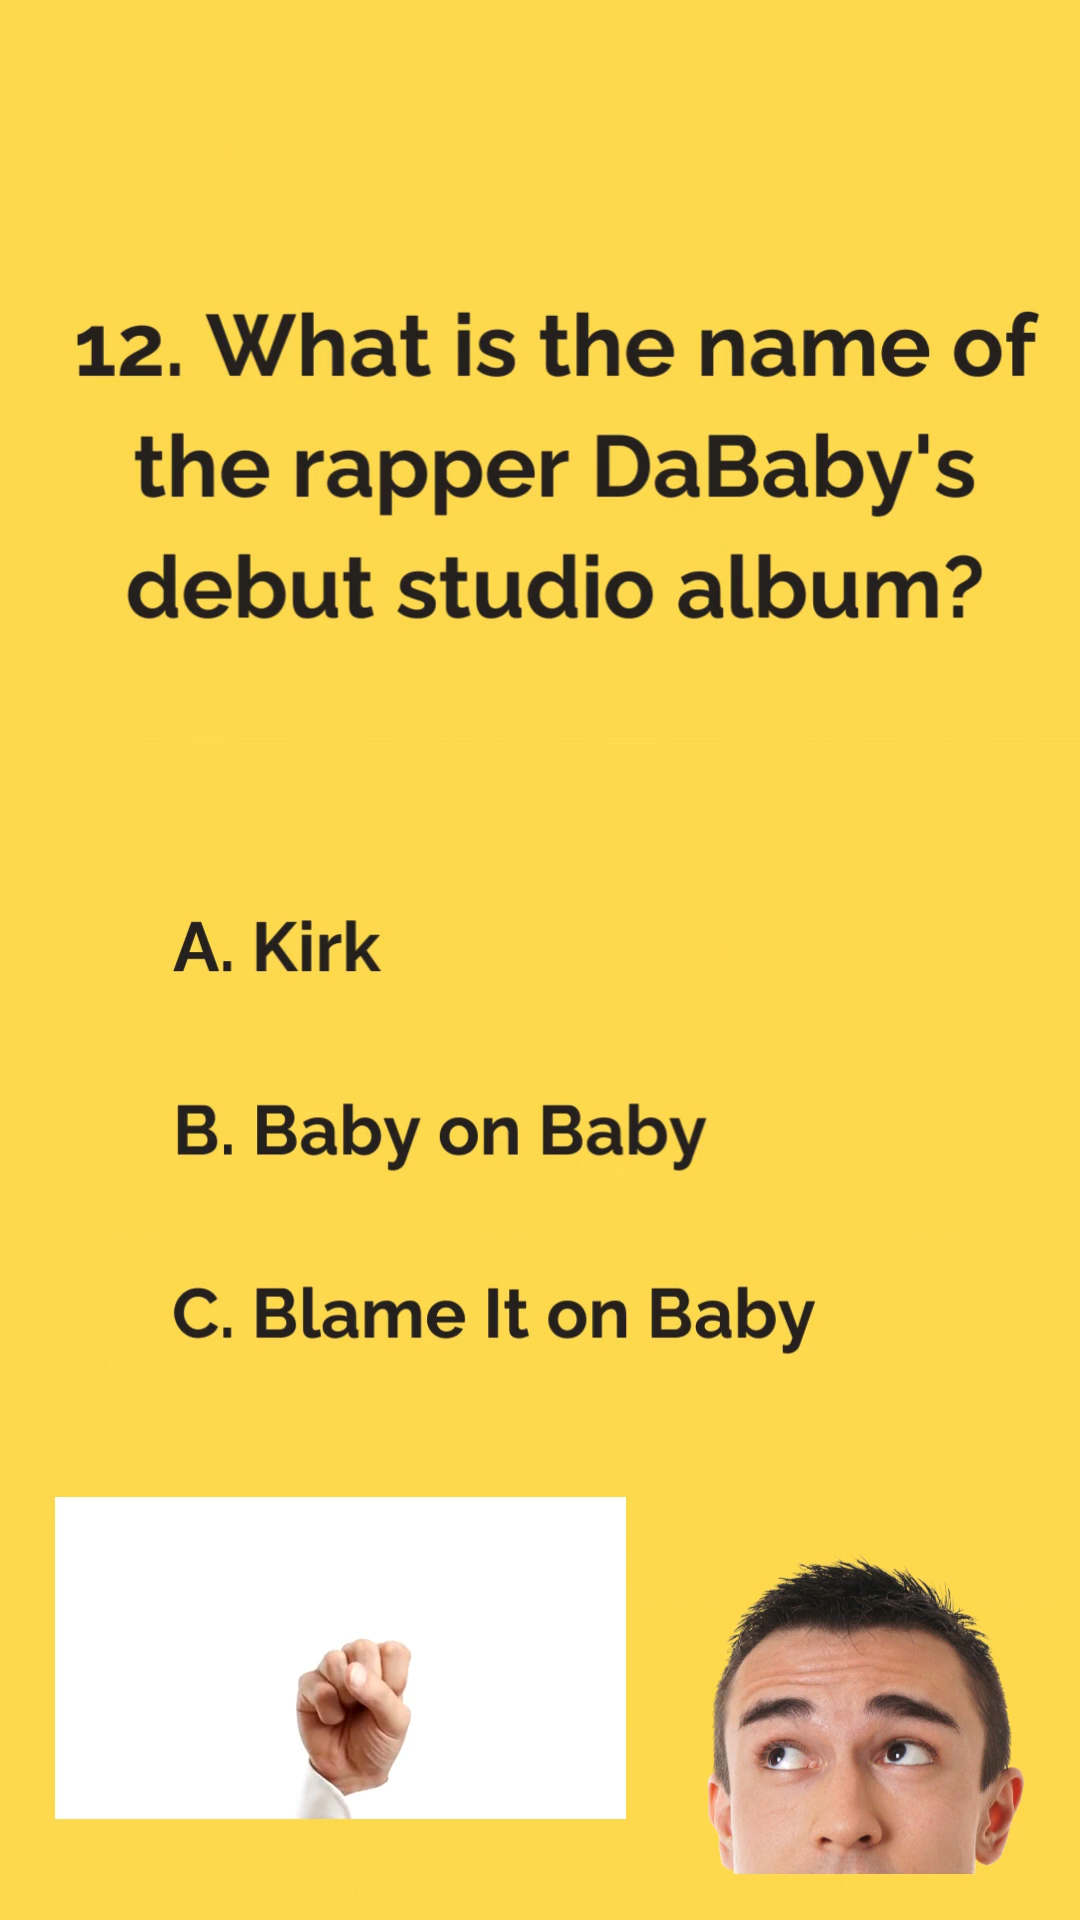 12. What is the name of
the rapper DaBaby's
debut studio album?
A. Kirk
B. Baby on Baby
C. Blame It on Baby